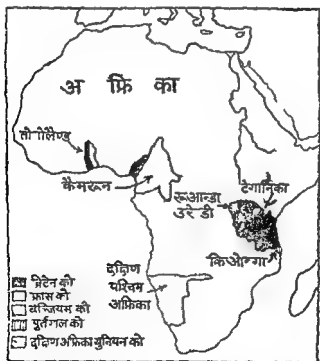 अ फ्रि का
तोगोलैण्ड
कैमरून
टैंगानिका
रूआन्डा
उरेडी
किओन्गा
दक्षिण
पश्चिम
अफ्रिका
ब्रिटेन को
फ्रांस को
बेल्जियम को
पुर्तगाल को
दक्षिण अफ्रिका युनियन को